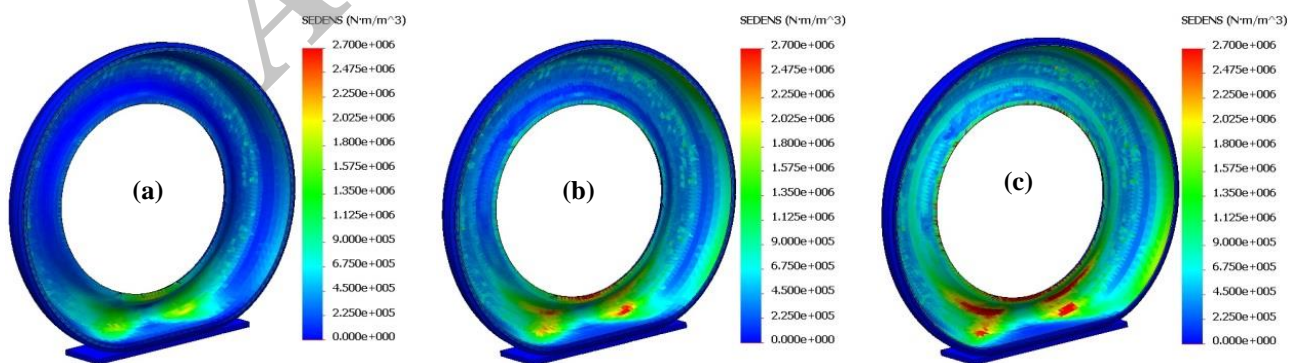 SEDENS (N·m/m^3)
2.700e+006
2.475e+006
2.250e+006
2.025e+006
1.800e+006
1.575e+006
1.350e+006
1.125e+006
9.000e+005
6.750e+005
4.500e+005
2.250e+005
0.000e+000
(a)
SEDENS (N·m/m^3)
2.700e+006
2.475e+006
2.250e+006
2.025e+006
1.800e+006
1.575e+006
1.350e+006
1.125e+006
9.000e+005
6.750e+005
4.500e+005
2.250e+005
0.000e+000
(b)
SEDENS (N·m/m^3)
2.700e+006
2.475e+006
2.250e+006
2.025e+006
1.800e+006
1.575e+006
1.350e+006
1.125e+006
9.000e+005
6.750e+005
4.500e+005
2.250e+005
0.000e+000
(c)
A